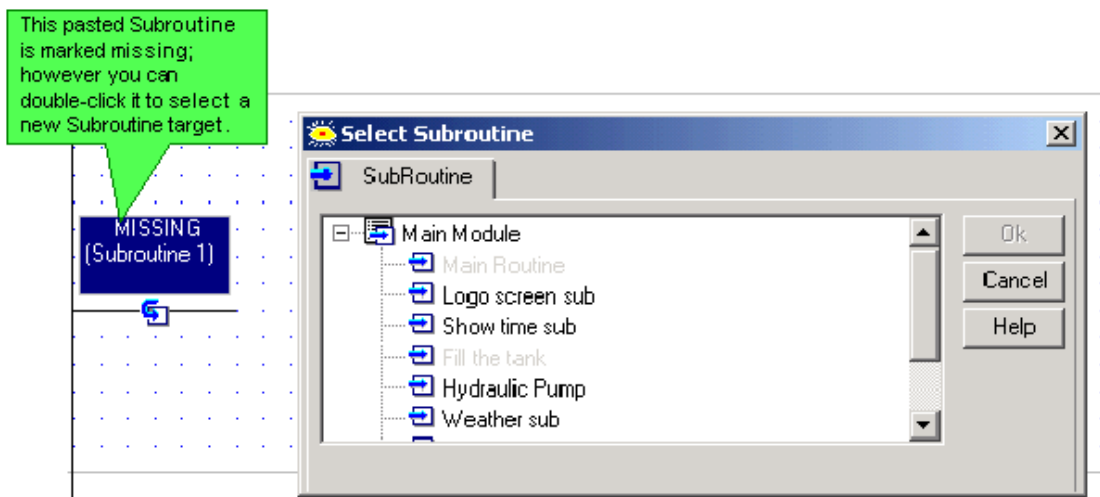 This pasted Subroutine
is marked missing;
however you can
double-click it to select a
new Subroutine target.
MISSING
(Subroutine 1)
Select Subroutine
SubRoutine
Main Module
Main Routine
Logo screen sub
Show time sub
Fill the tank
Hydraulic Pump
Weather sub
Ok
Cancel
Help